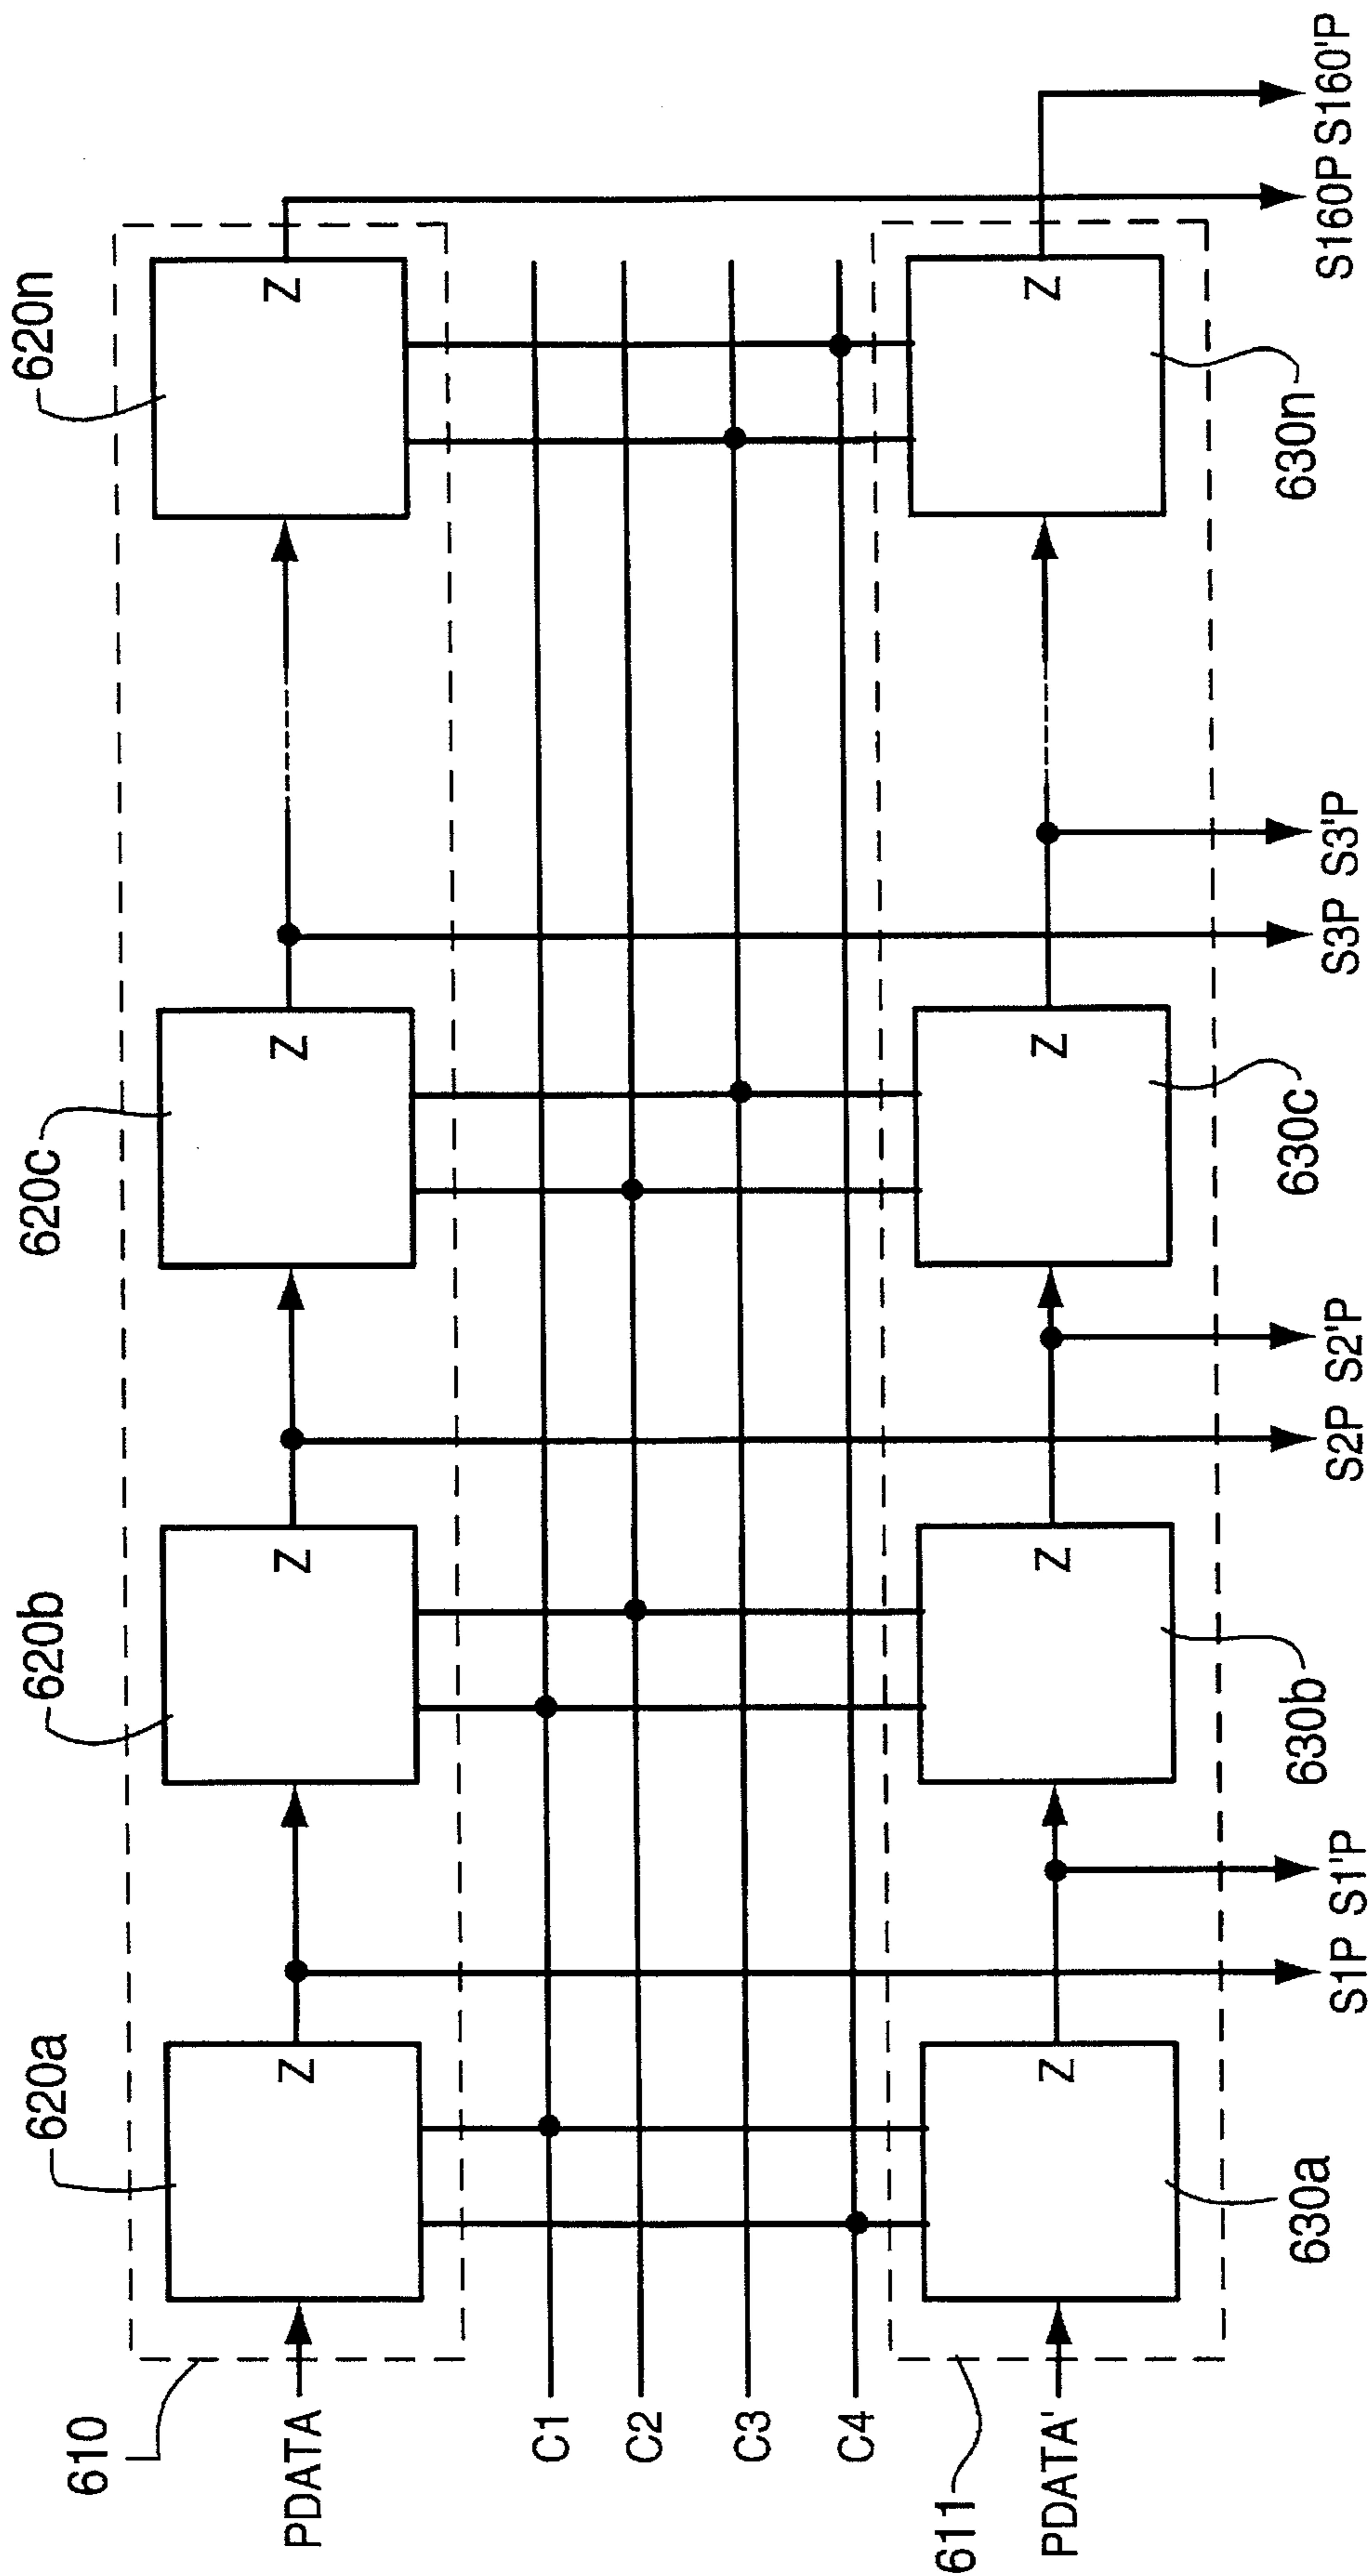 620a
620b
620c
620n
610
PDATA
Z
Z
Z
Z
C1
C2
C3
C4
611
PDATA'
Z
Z
Z
Z
630a
630b
630c
630n
S1P S1'P
S2P S2'P
S3P S3'P
S160P S160'P